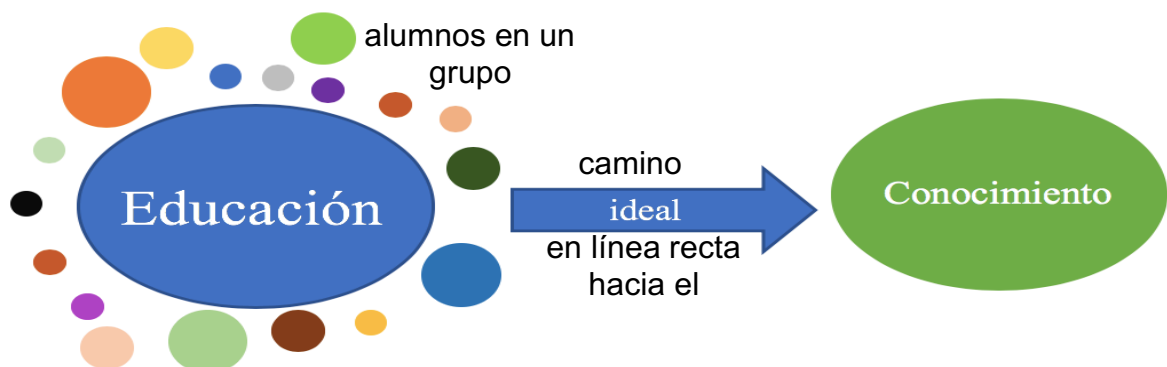 alumnos en un
grupo
Educación
camino
ideal
en línea recta
hacia el
Conocimiento